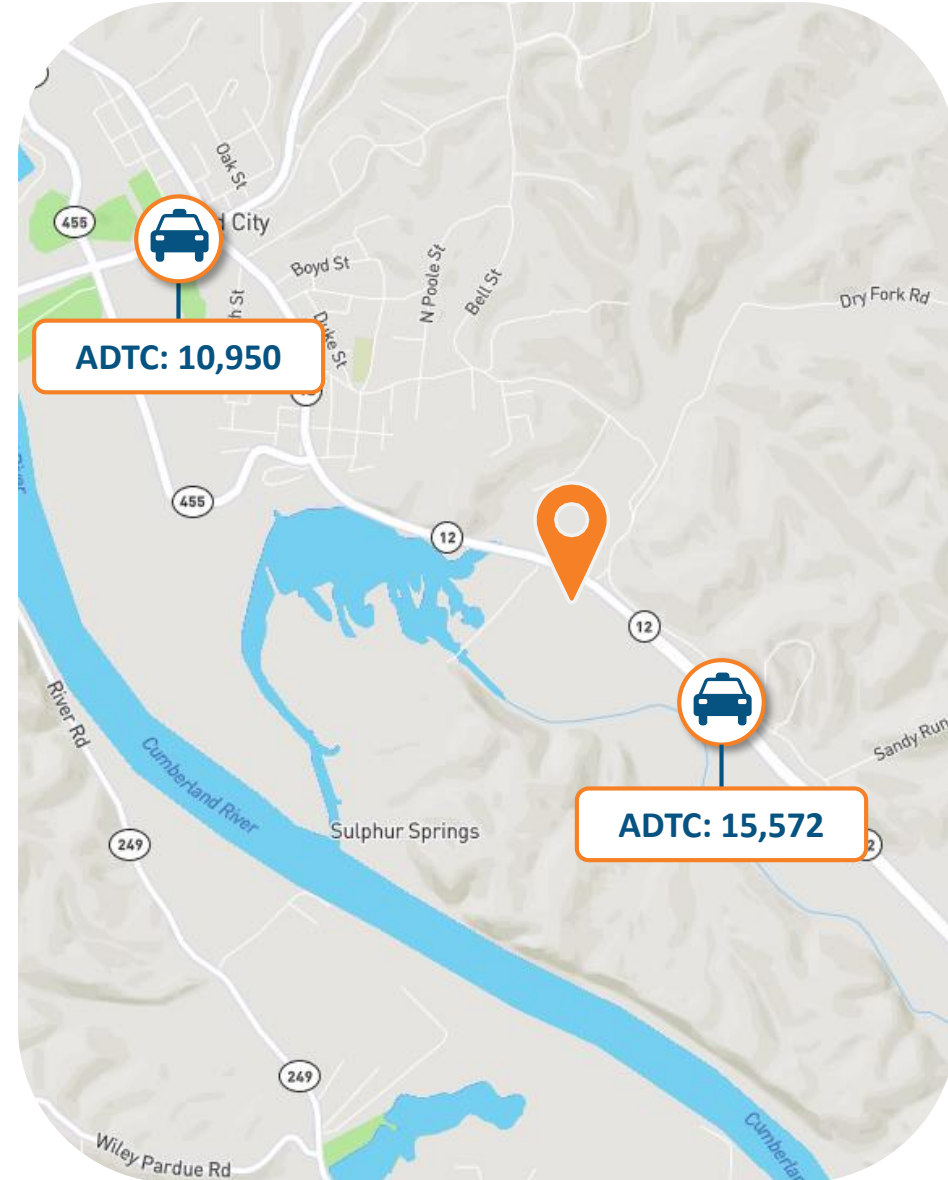 Oak St
455
City
Boyd St
N Poole St
Bell St
Dry Fork Rd
St
Duke St
ADTC: 10,950
455
12
12
River Rd
Cumberland River
Sandy Run
Sulphur Springs
ADTC: 15,572
249
249
Wiley Pardue Rd